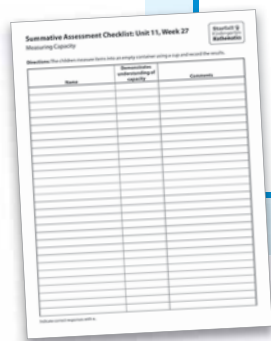 Summative Assessment Checklist: Unit 11, Week 27
Measuring Capacity
Directions: The children measure items into an empty container using a cup and record the results.
Name
Demonstrates
understanding of
capacity
Comments